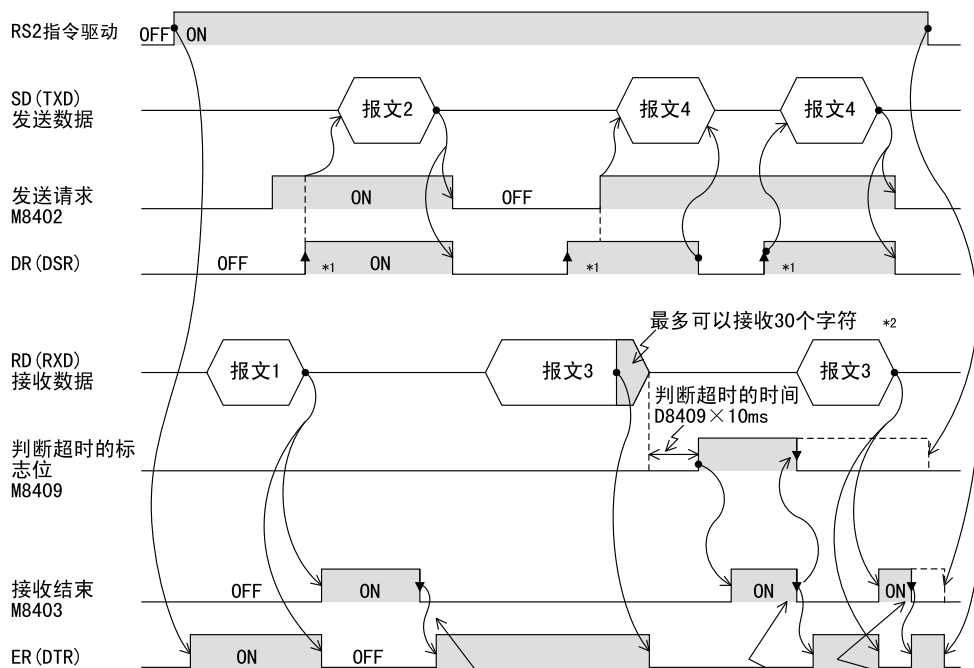 RS2指令驱动
OFF
ON
SD(TXD)
发送数据
报文2
报文4
报文4
发送请求
M8402
ON
OFF
DR(DSR)
OFF
*1
ON
*1
*1
最多可以接收30个字符 *2
RD(RXD)
接收数据
报文1
报文3
报文3
判断超时的时间
D8409×10ms
判断超时的标
志位
M8409
接收结束
M8403
OFF
ON
ON
ON
ER(DTR)
ON
OFF